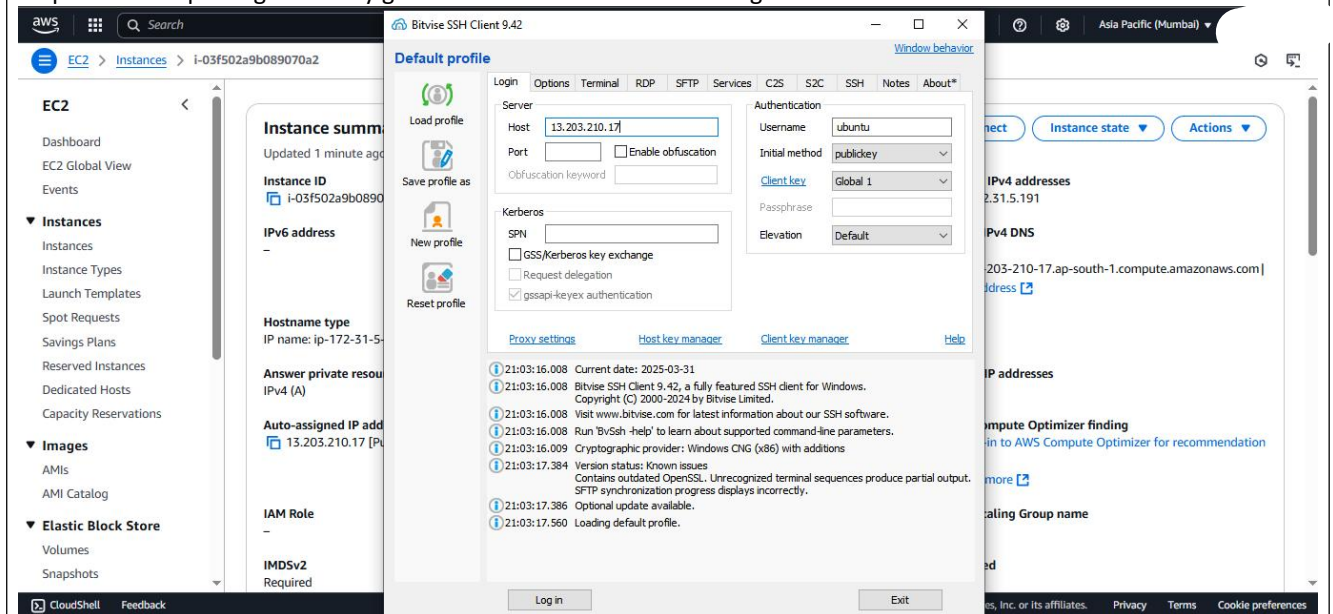 aws
Search
Asia Pacific (Mumbai)
EC2 > Instances > i-03f502a9b089070a2
EC2
Dashboard
EC2 Global View
Events
Instances
Instances
Instance Types
Launch Templates
Spot Requests
Savings Plans
Reserved Instances
Dedicated Hosts
Capacity Reservations
Images
AMIs
AMI Catalog
Elastic Block Store
Volumes
Snapshots
CloudShell Feedback
Instance summ
Updated 1 minute ago
Instance ID
i-03f502a9b0890
IPv6 address
–
Hostname type
IP name: ip-172-31-5-
Answer private resou
IPv4 (A)
Auto-assigned IP add
13.203.210.17 [Pu
IAM Role
–
IMDSv2
Required
Bitvise SSH Client 9.42
Default profile
Window behavior
Load profile
Save profile as
New profile
Reset profile
Login Options Terminal RDP SFTP Services C2S S2C SSH Notes About*
Server
Host 13.203.210.17
Port Enable obfuscation
Obfuscation keyword
Kerberos
SPN
GSS/Kerberos key exchange
Request delegation
gssapi-keyex authentication
Authentication
Username ubuntu
Initial method publickey
Client key Global 1
Passphrase
Elevation Default
Proxy settings Host key manager Client key manager Help
21:03:16.008 Current date: 2025-03-31
21:03:16.008 Bitvise SSH Client 9.42, a fully featured SSH client for Windows.
Copyright (C) 2000-2024 by Bitvise Limited.
21:03:16.008 Visit www.bitvise.com for latest information about our SSH software.
21:03:16.008 Run 'BvSsh -help' to learn about supported command-line parameters.
21:03:16.009 Cryptographic provider: Windows CNG (x86) with additions
21:03:17.384 Version status: Known issues
Contains outdated OpenSSL. Unrecognized terminal sequences produce partial output.
SFTP synchronization progress displays incorrectly.
21:03:17.386 Optional update available.
21:03:17.560 Loading default profile.
Log in Exit
nect Instance state Actions
IPv4 addresses
2.31.5.191
Pv4 DNS
-203-210-17.ap-south-1.compute.amazonaws.com |
ddress
IP addresses
ompute Optimizer finding
-in to AWS Compute Optimizer for recommendation
more
caling Group name
ed
es, Inc. or its affiliates. Privacy Terms Cookie preferences